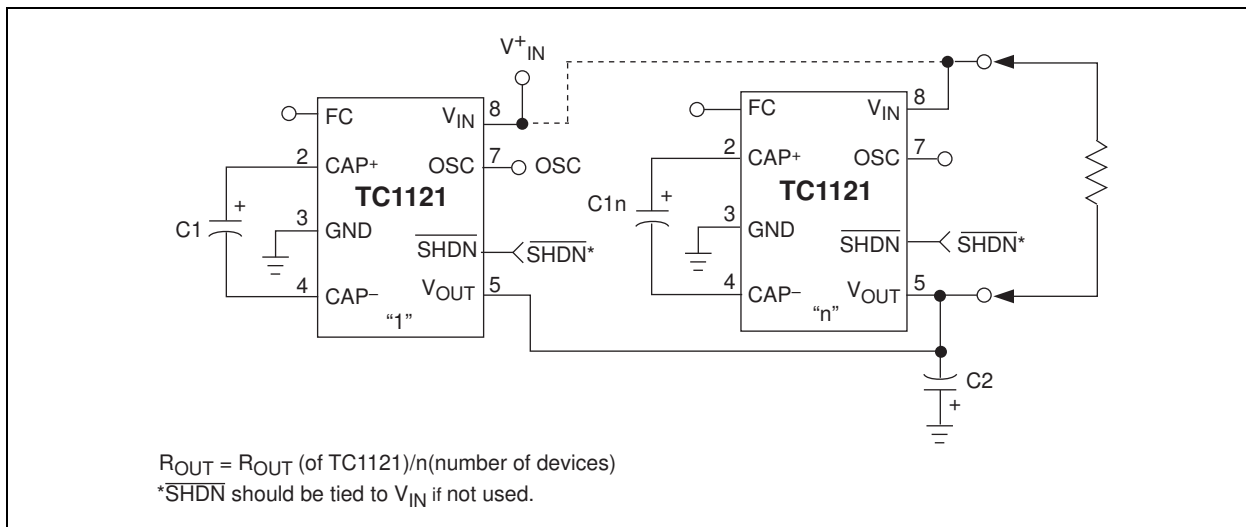 V+IN
FC
VIN
8
2
CAP+
OSC
7
OSC
TC1121
C1
+
3
GND
SHDN
SHDN*
4
CAP–
VOUT
5
“1”
FC
VIN
8
2
CAP+
OSC
7
TC1121
C1n
+
3
GND
SHDN
SHDN*
4
CAP–
VOUT
5
“n”
C2
+
ROUT = ROUT (of TC1121)/n(number of devices)
*SHDN should be tied to VIN if not used.